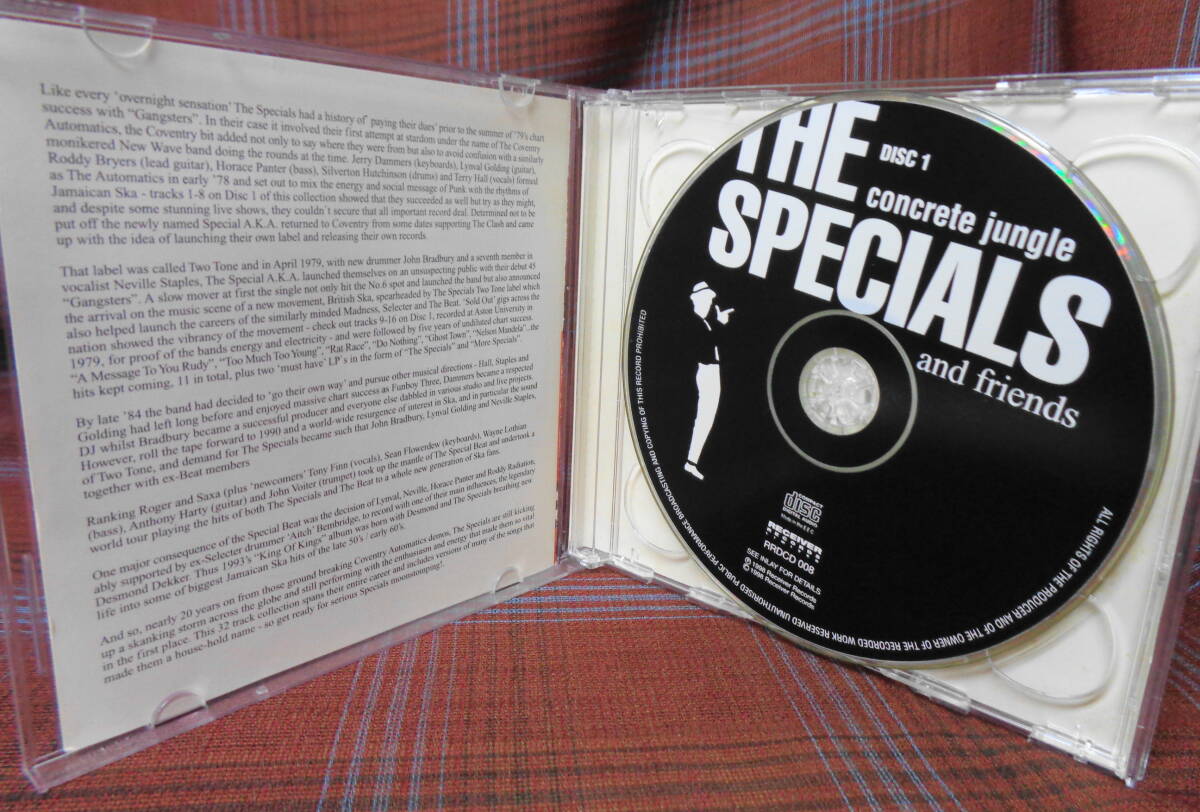 Like every 'overnight sensation' The Specials had a history of 'paying their dues' prior to the summer of '79's chart
success with "Gangsters". In their case it involved their first attempt at stardom under the name of The Coventry
Automatics, the Coventry bit added not only to say where they were from but also to avoid confusion with a similarly
monikered New Wave band doing the rounds at the time. Jerry Dammers (keyboards), Lynval Golding (guitar),
Roddy Bryers (lead guitar), Horace Panter (bass), Silverton Hutchinson (drums) and Terry Hall (vocals) formed
as The Automatics in early '78 and set out to mix the energy and social message of Punk with the rhythms of
Jamaican Ska - tracks 1-8 on Disc 1 of this collection showed that they succeeded as well but try as they might,
and despite some stunning live shows, they couldn't secure that all important record deal. Determined not to be
put off the newly named Special A.K.A. returned to Coventry from some dates supporting The Clash and came
up with the idea of launching their own label and releasing their own records.
That label was called Two Tone and in April 1979, with new drummer John Bradbury and a seventh member in
vocalist Neville Staples, The Special A.K.A. launched themselves on an unsuspecting public with their debut 45
"Gangsters". A slow mover at first the single not only hit the No.6 spot and launched the band but also announced
the arrival on the music scene of a new movement, British Ska, spearheaded by The Specials Two Tone label which
also helped launch the careers of the similarly minded Madness, Selecter and The Beat. 'Sold Out' gigs across the
nation showed the vibrancy of the movement - check out tracks 9-16 on Disc 1, recorded at Aston University in
1979, for proof of the bands energy and electricity - and were followed by five years of undiluted chart success.
"A Message To You Rudy", "Too Much Too Young", "Rat Race", "Do Nothing", "Ghost Town", "Nelson Mandela"...the
hits kept coming, 11 in total, plus two 'must have' LP's in the form of "The Specials" and "More Specials".
By late '84 the band had decided to 'go their own way' and pursue other musical directions - Hall, Staples and
Golding had left long before and enjoyed massive chart success as Funboy Three, Dammers became a respected
DJ whilst Bradbury became a successful producer and everyone else dabbled in various studio and live projects.
However, roll the tape forward to 1990 and a world-wide resurgence of interest in Ska, and in particular the sound
of Two Tone, and demand for The Specials became such that John Bradbury, Lynval Golding and Neville Staples,
together with ex-Beat members
Ranking Roger and Saxa (plus 'newcomers' Tony Finn (vocals), Sean Flowerdew (keyboards), Wayne Lothian
(bass), Anthony Harty (guitar) and John Voiter (trumpet) took up the mantle of The Special Beat and undertook a
world tour playing the hits of both The Specials and The Beat to a whole new generation of Ska fans.
One major consequence of the Special Beat was the decision of Lynval, Neville, Horace Panter and Roddy Radiation,
ably supported by ex-Selecter drummer 'Aitch' Bembridge, to record with one of their main influences, the legendary
Desmond Dekker. Thus 1993's "King Of Kings" album was born with Desmond and The Specials breathing new
life into some of biggest Jamaican Ska hits of the late 50's / early 60's.
And so, nearly 20 years on from those ground breaking Coventry Automatics demos, The Specials are still kicking
up a skanking storm across the globe and still performing with the enthusiasm and energy that made them so vital
in the first place. This 32 track collection spans their entire career and includes versions of many of the songs that
made them a house-hold name - so get ready for serious Specials moonstomping!.
THE
DISC 1
concrete jungle
SPECIALS
and friends
COMPACT
disc
DIGITAL AUDIO
Made in the E E C
RECEIVER
RECORDS
RRDCD 008
SEE INLAY FOR DETAILS
℗ 1998 Receiver Records
© 1998 Receiver Records
ALL RIGHTS OF THE PRODUCER AND OF THE OWNER OF THE RECORDED WORK RESERVED UNAUTHORISED PUBLIC PERFORMANCE BROADCASTING AND COPYING OF THIS RECORD PROHIBITED